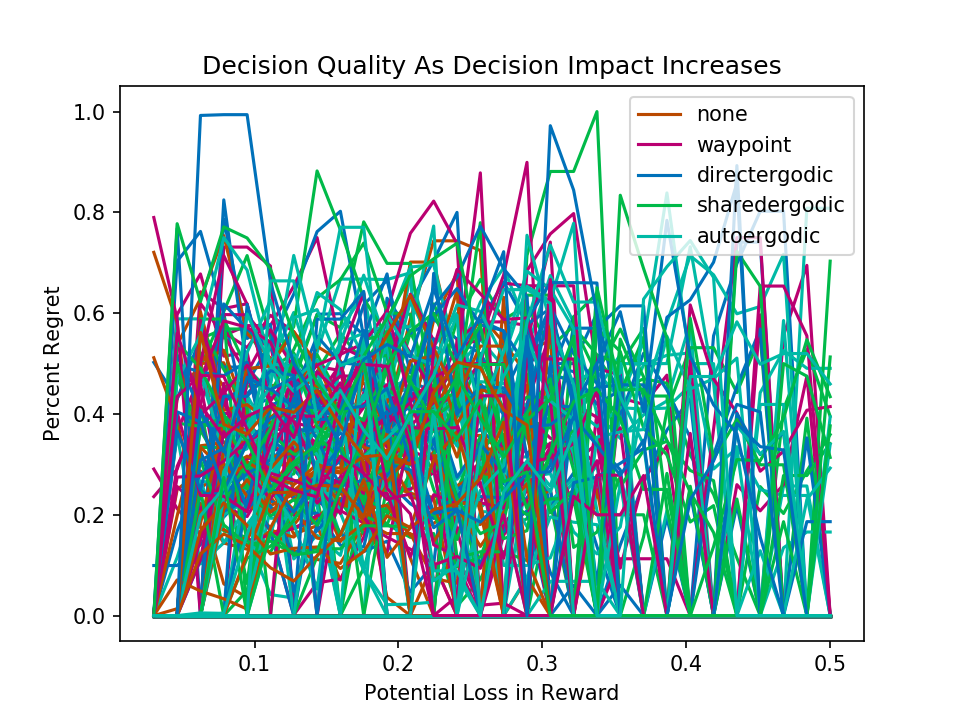 Decision Quality As Decision Impact Increases
none
waypoint
directergodic
sharedergodic
autoergodic
Percent Regret
1.0
0.8
0.6
0.4
0.2
0.0
0.1 0.2 0.3 0.4 0.5
Potential Loss in Reward